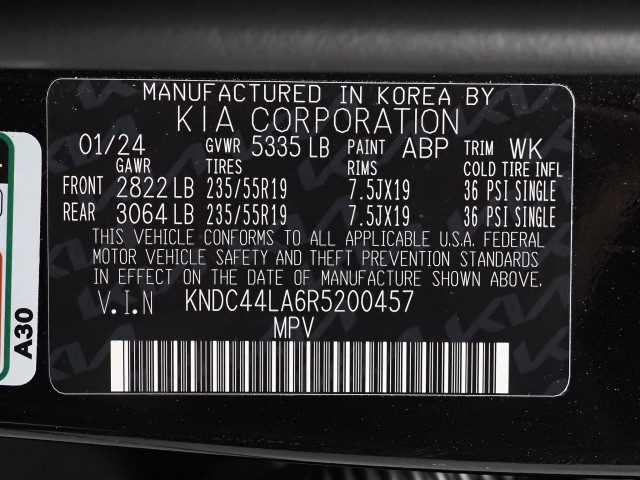 MANUFACTURED IN KOREA BY
KIA CORPORATION
01/24 GVWR 5335 LB PAINT ABP TRIM WK
GAWR TIRES RIMS COLD TIRE INFL
FRONT 2822 LB 235/55R19 7.5JX19 36 PSI SINGLE
REAR 3064 LB 235/55R19 7.5JX19 36 PSI SINGLE
THIS VEHICLE CONFORMS TO ALL APPLICABLE U.S.A. FEDERAL
MOTOR VEHICLE SAFETY AND THEFT PREVENTION STANDARDS
IN EFFECT ON THE DATE OF MANUFACTURE SHOWN ABOVE.
V.I.N KNDC44LA6R5200457
MPV
A30